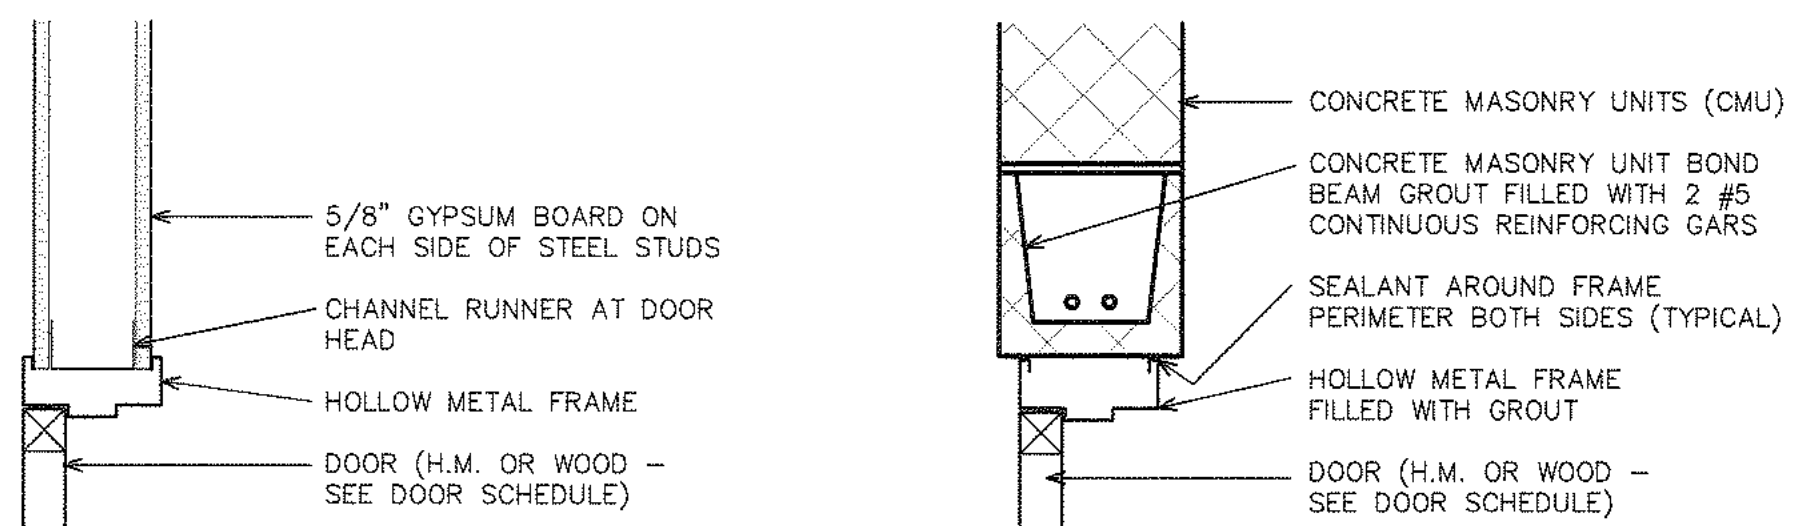 5/8" GYPSUM BOARD ON
EACH SIDE OF STEEL STUDS
CHANNEL RUNNER AT DOOR
HEAD
HOLLOW METAL FRAME
DOOR (H.M. OR WOOD –
SEE DOOR SCHEDULE)
CONCRETE MASONRY UNITS (CMU)
CONCRETE MASONRY UNIT BOND
BEAM GROUT FILLED WITH 2 #5
CONTINUOUS REINFORCING GARS
SEALANT AROUND FRAME
PERIMETER BOTH SIDES (TYPICAL)
HOLLOW METAL FRAME
FILLED WITH GROUT
DOOR (H.M. OR WOOD –
SEE DOOR SCHEDULE)